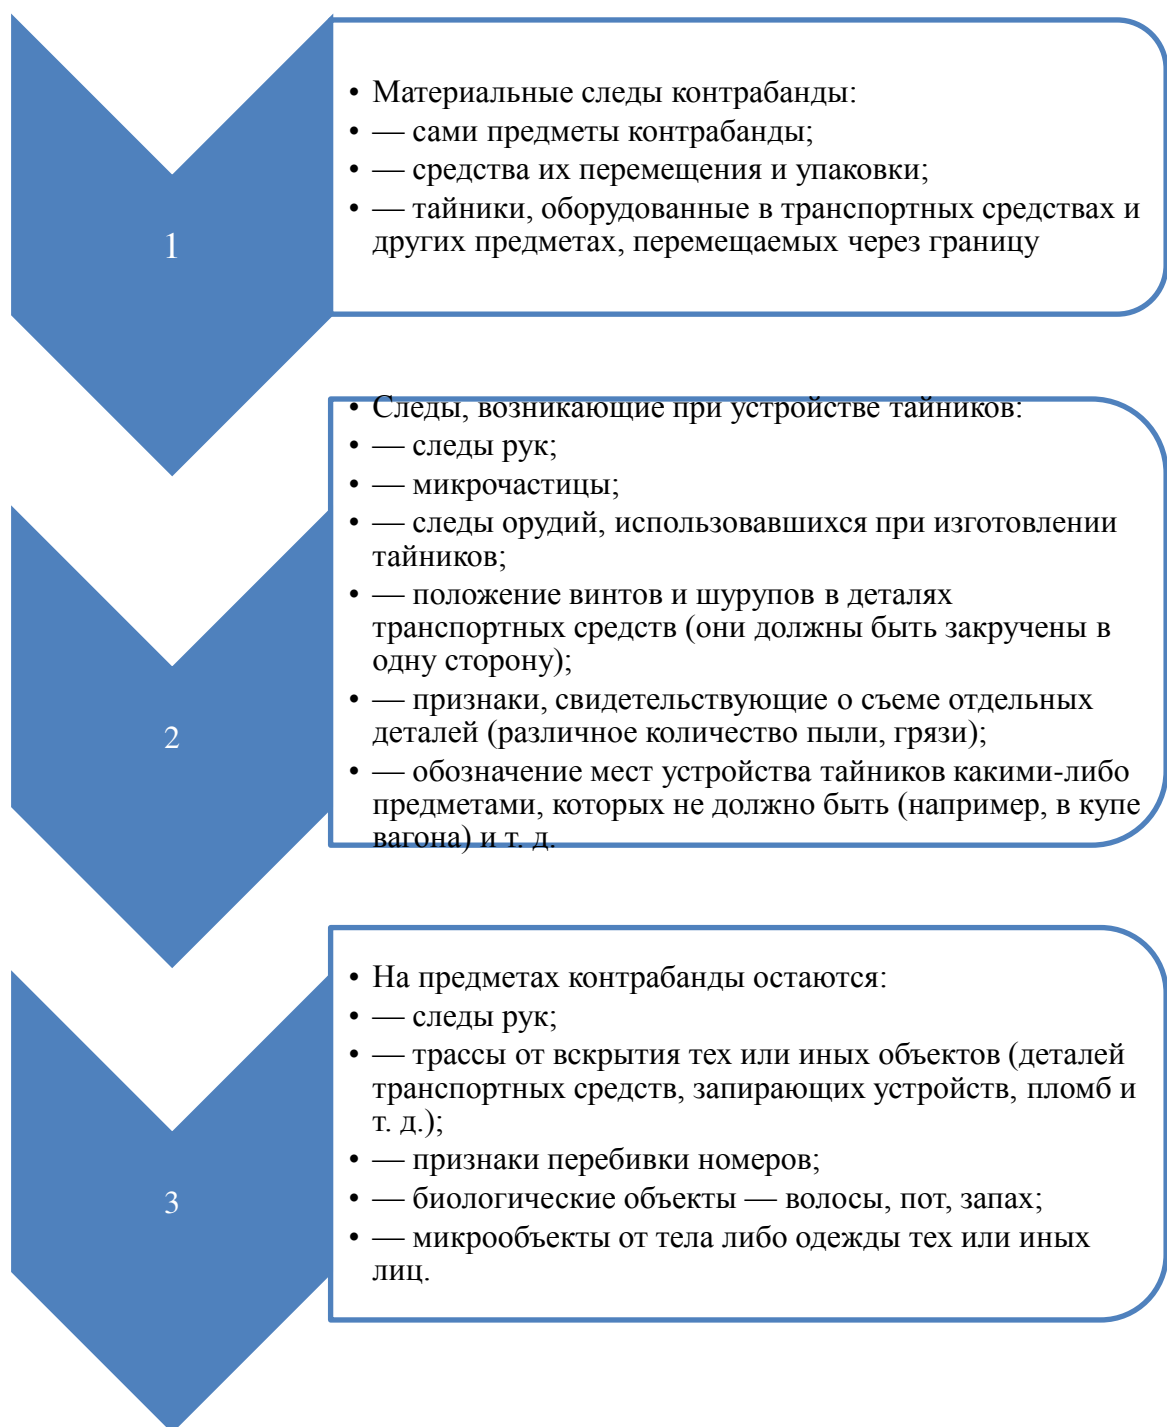 1
• Материальные следы контрабанды:
• — сами предметы контрабанды;
• — средства их перемещения и упаковки;
• — тайники, оборудованные в транспортных средствах и
других предметах, перемещаемых через границу
2
• Следы, возникающие при устройстве тайников:
• — следы рук;
• — микрочастицы;
• — следы орудий, использовавшихся при изготовлении
тайников;
• — положение винтов и шурупов в деталях
транспортных средств (они должны быть закручены в
одну сторону);
• — признаки, свидетельствующие о съеме отдельных
деталей (различное количество пыли, грязи);
• — обозначение мест устройства тайников какими-либо
предметами, которых не должно быть (например, в купе
вагона) и т. д.
3
• На предметах контрабанды остаются:
• — следы рук;
• — трассы от вскрытия тех или иных объектов (деталей
транспортных средств, запирающих устройств, пломб и
т. д.);
• — признаки перебивки номеров;
• — биологические объекты — волосы, пот, запах;
• — микрообъекты от тела либо одежды тех или иных
лиц.